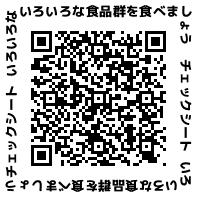 いろいろな食品群を食べまし
ょう チェックシート いろ
いろな食品群を食べましょ
う チェックシート いろいろな